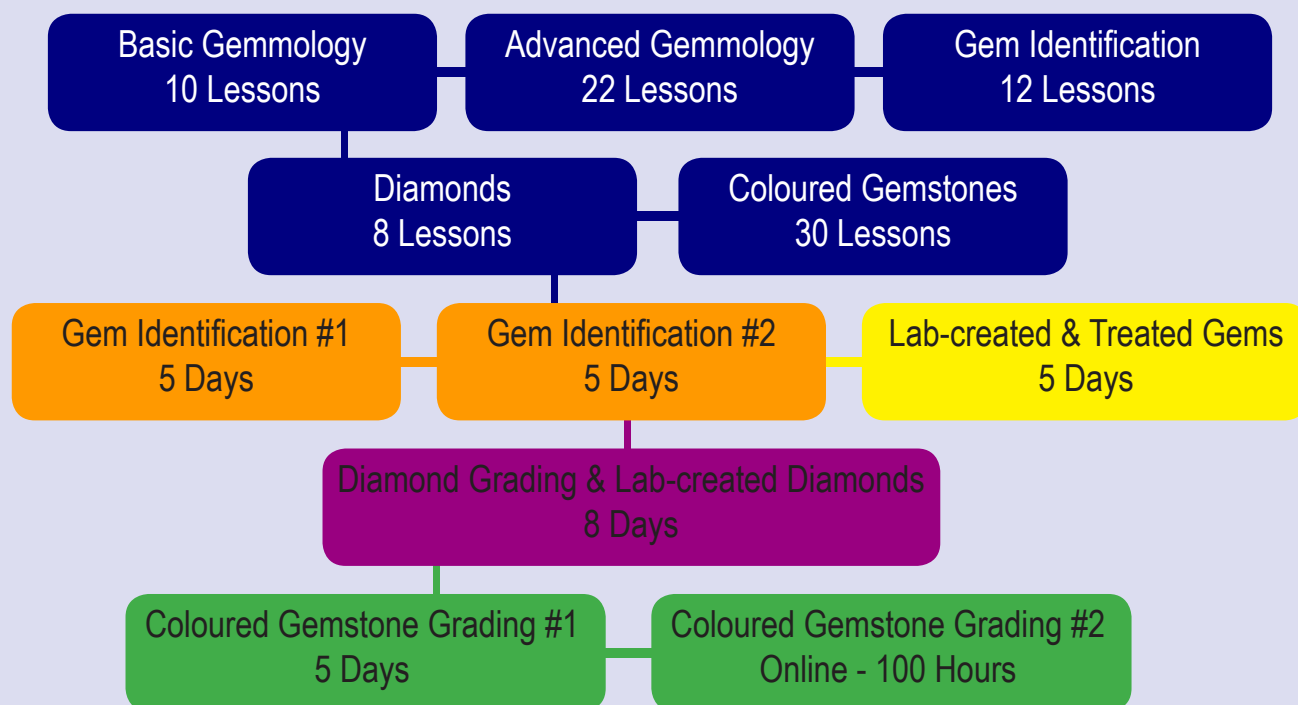 Basic Gemmology
10 Lessons
Advanced Gemmology
22 Lessons
Gem Identification
12 Lessons
Diamonds
8 Lessons
Coloured Gemstones
30 Lessons
Gem Identification #1
5 Days
Gem Identification #2
5 Days
Lab-created & Treated Gems
5 Days
Diamond Grading & Lab-created Diamonds
8 Days
Coloured Gemstone Grading #1
5 Days
Coloured Gemstone Grading #2
Online - 100 Hours